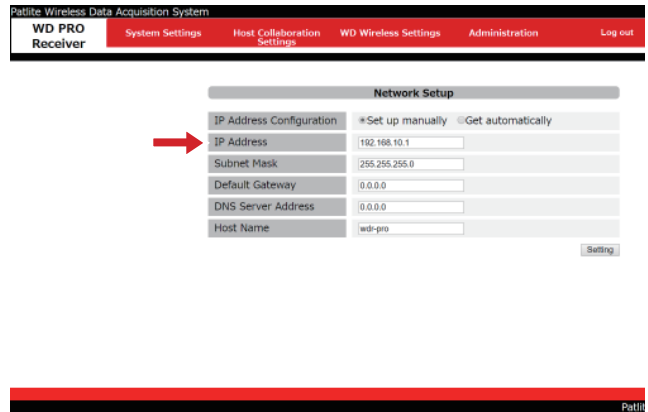 Patlite Wireless Data Acquisition System
WD PRO
Receiver
System Settings
Host Collaboration
Settings
WD Wireless Settings
Administration
Log out
Network Setup
IP Address Configuration
Set up manually Get automatically
IP Address
192.168.10.1
Subnet Mask
255.255.255.0
Default Gateway
0.0.0.0
DNS Server Address
0.0.0.0
Host Name
wdr-pro
Setting
Patlit